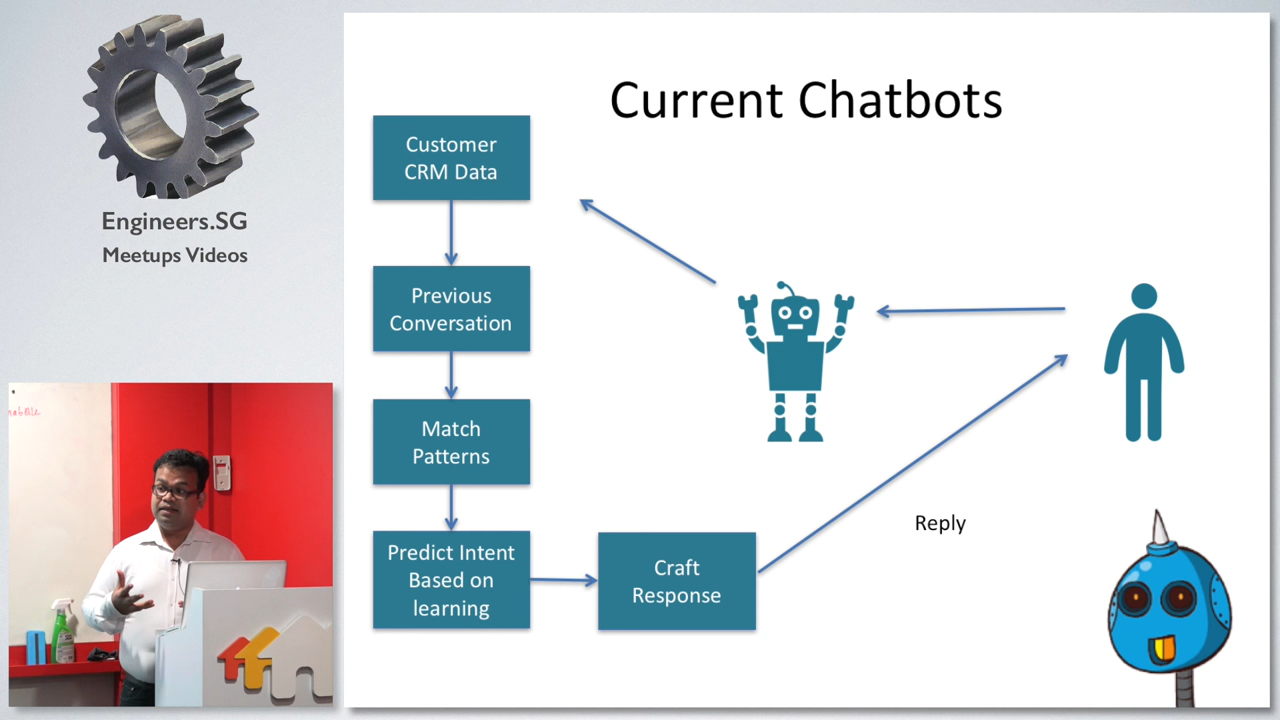 Engineers.SG
Meetups Videos
Current Chatbots
Customer
CRM Data
Previous
Conversation
Match
Patterns
Predict Intent
Based on
learning
Craft
Response
Reply